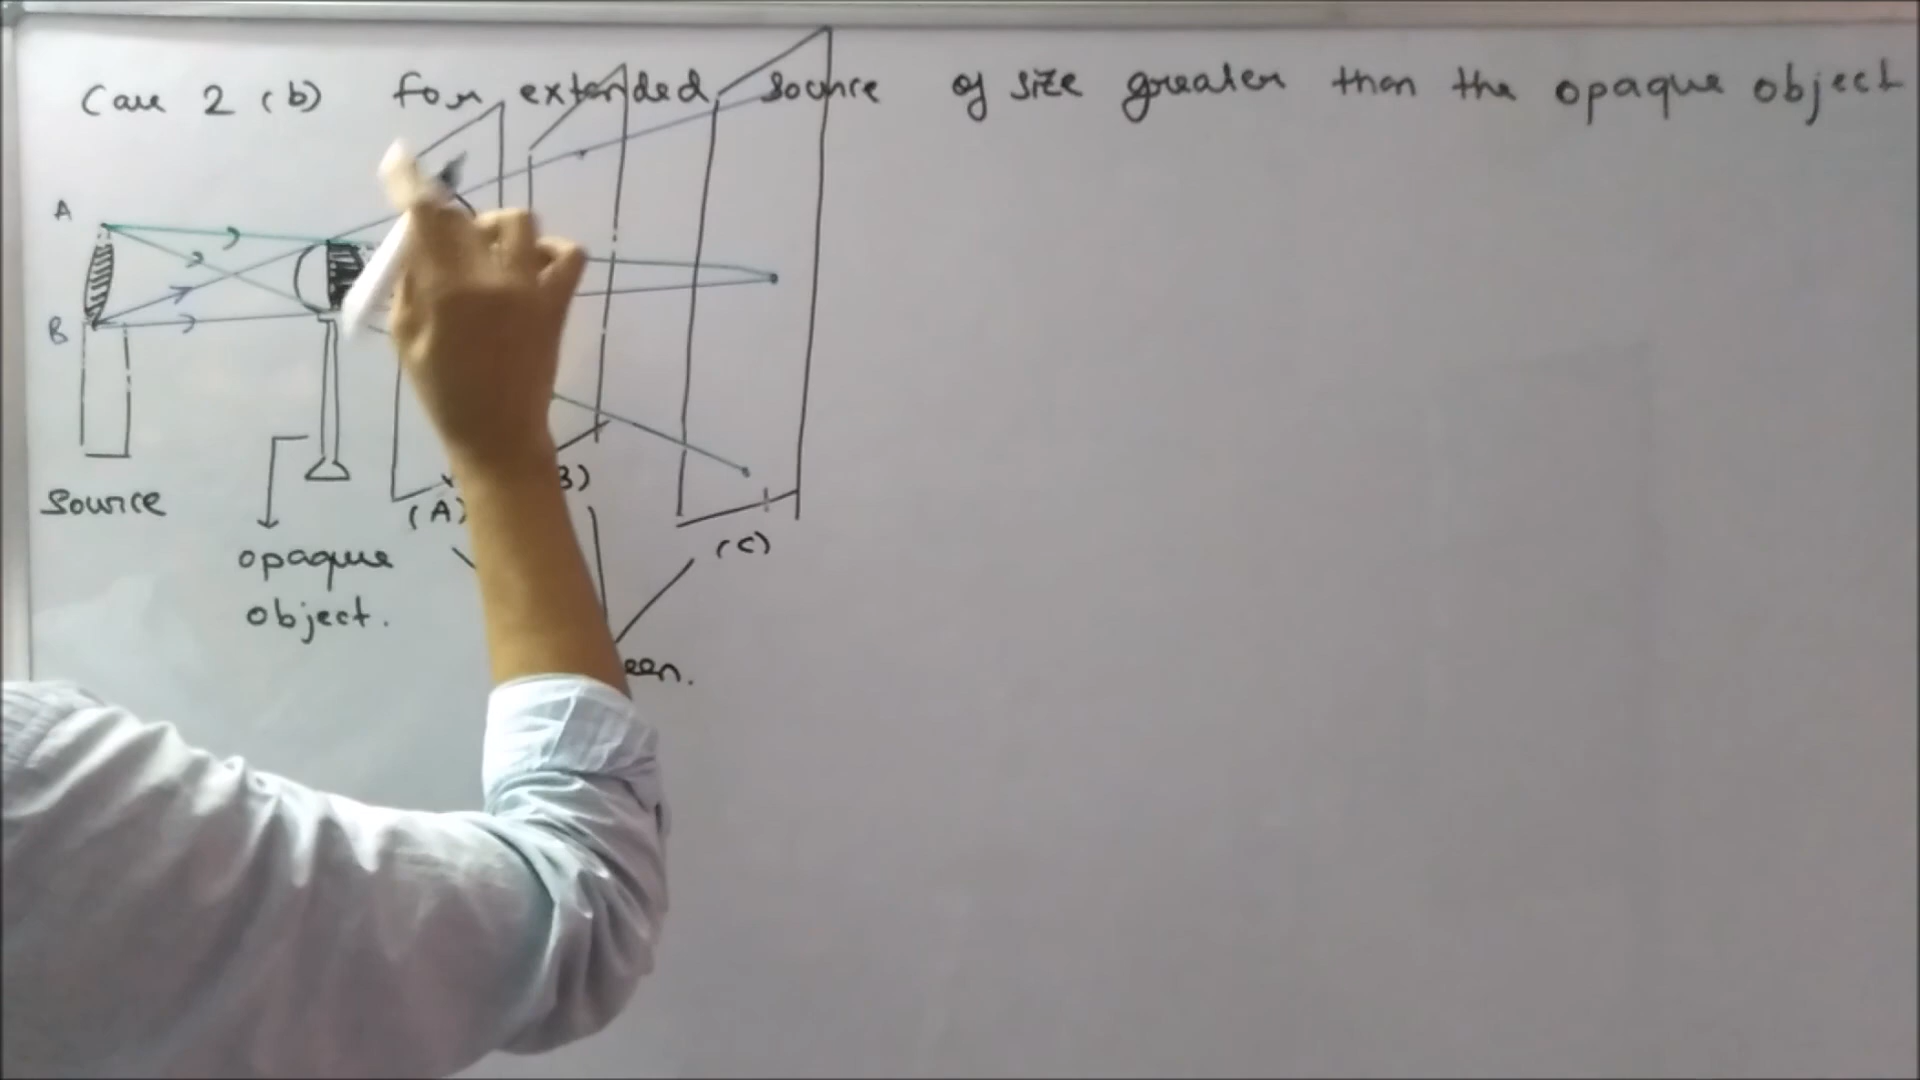 Case 2 (b) for extended source of size greater than the opaque object
A
B
(A)
(C)
Source
opaque
object.